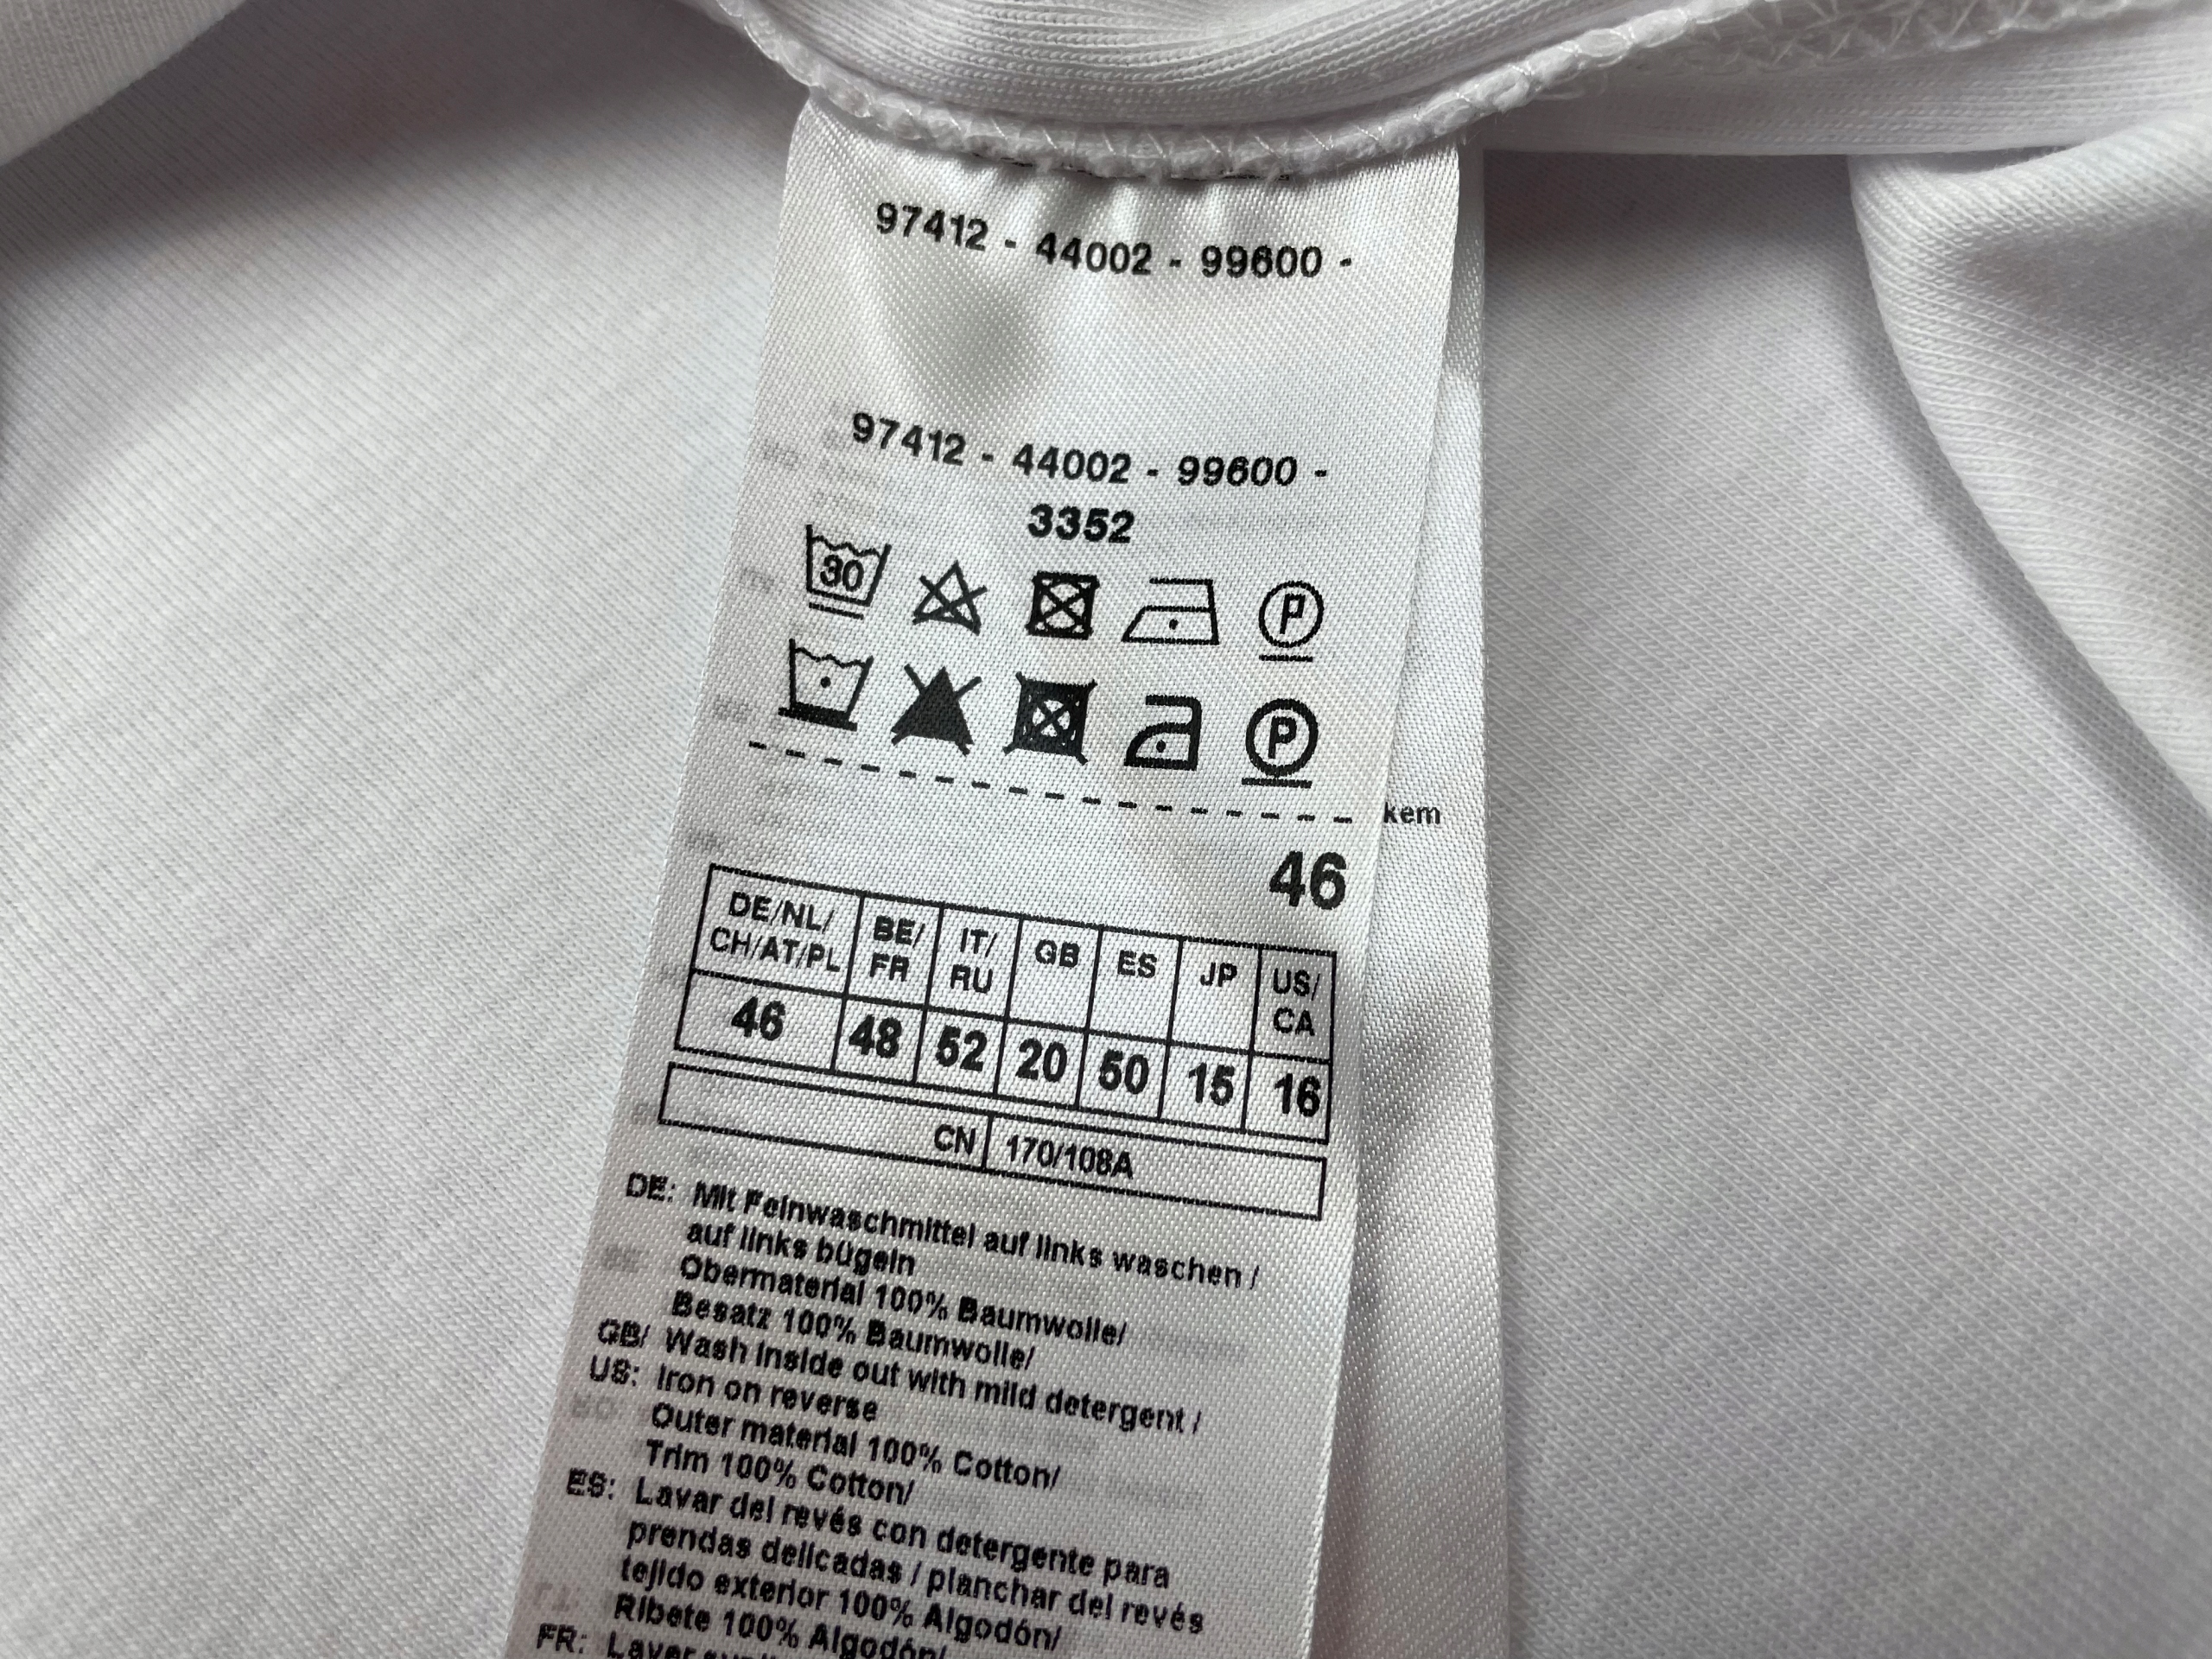 97412 - 44002 - 99600 -
97412 - 44002 - 99600 -
3352
30 P
P
kem
46
DE/NL/ CH/AT/PL BE/ FR IT/ RU GB ES JP US/ CA
46 48 52 20 50 15 16
CN 170/108A
DE: Mit Feinwaschmittel auf links waschen /
auf links bügeln
Obermaterial 100% Baumwolle/
Besatz 100% Baumwolle/
GB/ Wash inside out with mild detergent /
US: Iron on reverse
Outer material 100% Cotton/
Trim 100% Cotton/
ES: Lavar del revés con detergente para
prendas delicadas / planchar del revés
tejido exterior 100% Algodón/
Ribete 100% Algodón/
FR: Laver